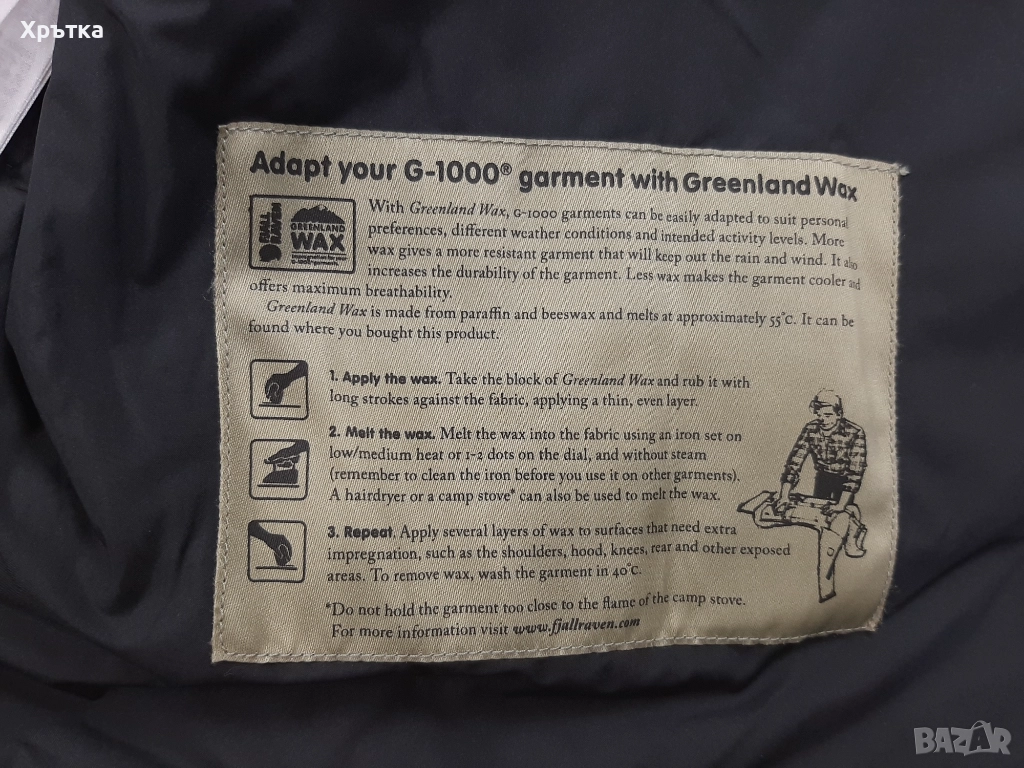 Хрътка
Adapt your G-1000® garment with Greenland Wax
FJÄLL
RÄVEN
GREENLAND
WAX
With Greenland Wax, G-1000 garments can be easily adapted to suit personal
preferences, different weather conditions and intended activity levels. More
wax gives a more resistant garment that will keep out the rain and wind. It also
increases the durability of the garment. Less wax makes the garment cooler and
offers maximum breathability.
Greenland Wax is made from paraffin and beeswax and melts at approximately 55°C. It can be
found where you bought this product.
1. Apply the wax. Take the block of Greenland Wax and rub it with
long strokes against the fabric, applying a thin, even layer.
2. Melt the wax. Melt the wax into the fabric using an iron set on
low/medium heat or 1-2 dots on the dial, and without steam
(remember to clean the iron before you use it on other garments).
A hairdryer or a camp stove* can also be used to melt the wax.
3. Repeat. Apply several layers of wax to surfaces that need extra
impregnation, such as the shoulders, hood, knees, rear and other exposed
areas. To remove wax, wash the garment in 40°C.
*Do not hold the garment too close to the flame of the camp stove.
For more information visit www.fjallraven.com
BAZAR